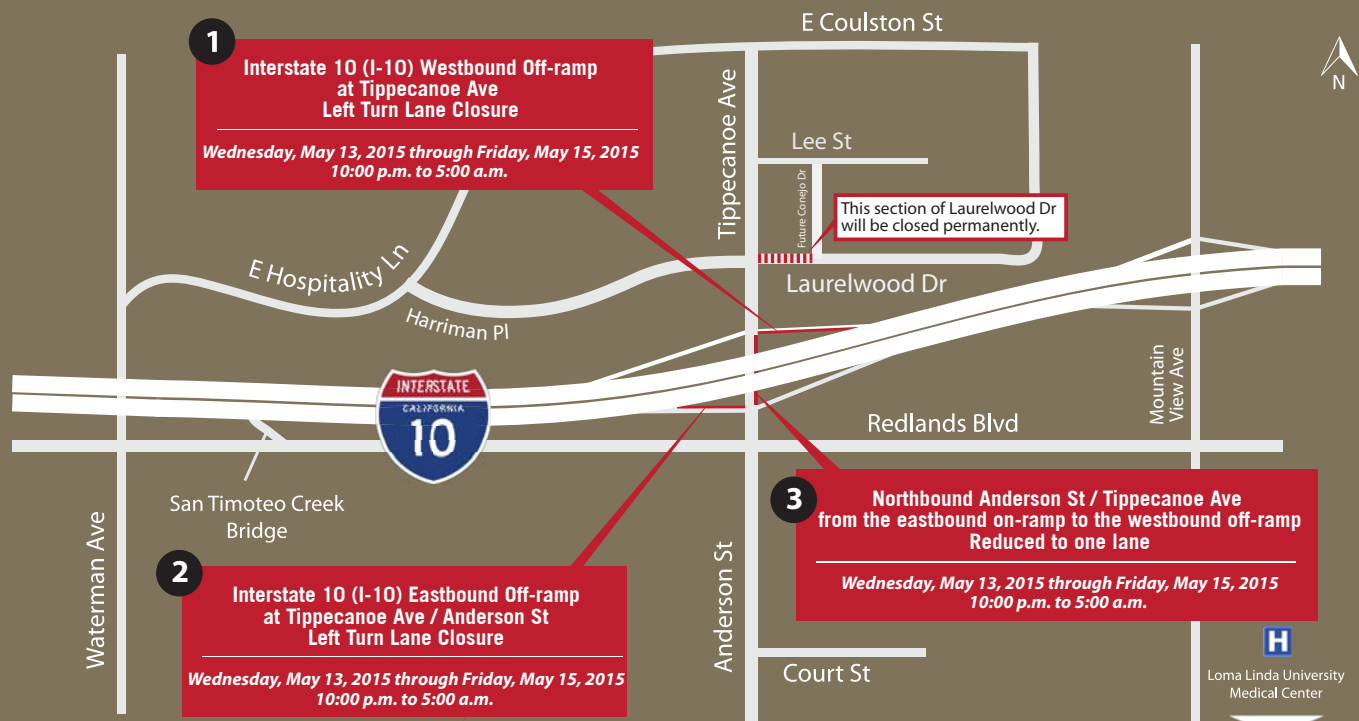 E Coulston St
N
1
Interstate 10 (I-10) Westbound Off-ramp
at Tippecanoe Ave
Left Turn Lane Closure
Wednesday, May 13, 2015 through Friday, May 15, 2015
10:00 p.m. to 5:00 a.m.
Tippecanoe Ave
Lee St
Future Conejo Dr
This section of Laurelwood Dr
will be closed permanently.
E Hospitality Ln
Laurelwood Dr
Harriman Pl
Mountain
View Ave
INTERSTATE
CALIFORNIA
10
Redlands Blvd
San Timoteo Creek
Bridge
Waterman Ave
2
Interstate 10 (I-10) Eastbound Off-ramp
at Tippecanoe Ave / Anderson St
Left Turn Lane Closure
Wednesday, May 13, 2015 through Friday, May 15, 2015
10:00 p.m. to 5:00 a.m.
Anderson St
3
Northbound Anderson St / Tippecanoe Ave
from the eastbound on-ramp to the westbound off-ramp
Reduced to one lane
Wednesday, May 13, 2015 through Friday, May 15, 2015
10:00 p.m. to 5:00 a.m.
Court St
H
Loma Linda University
Medical Center